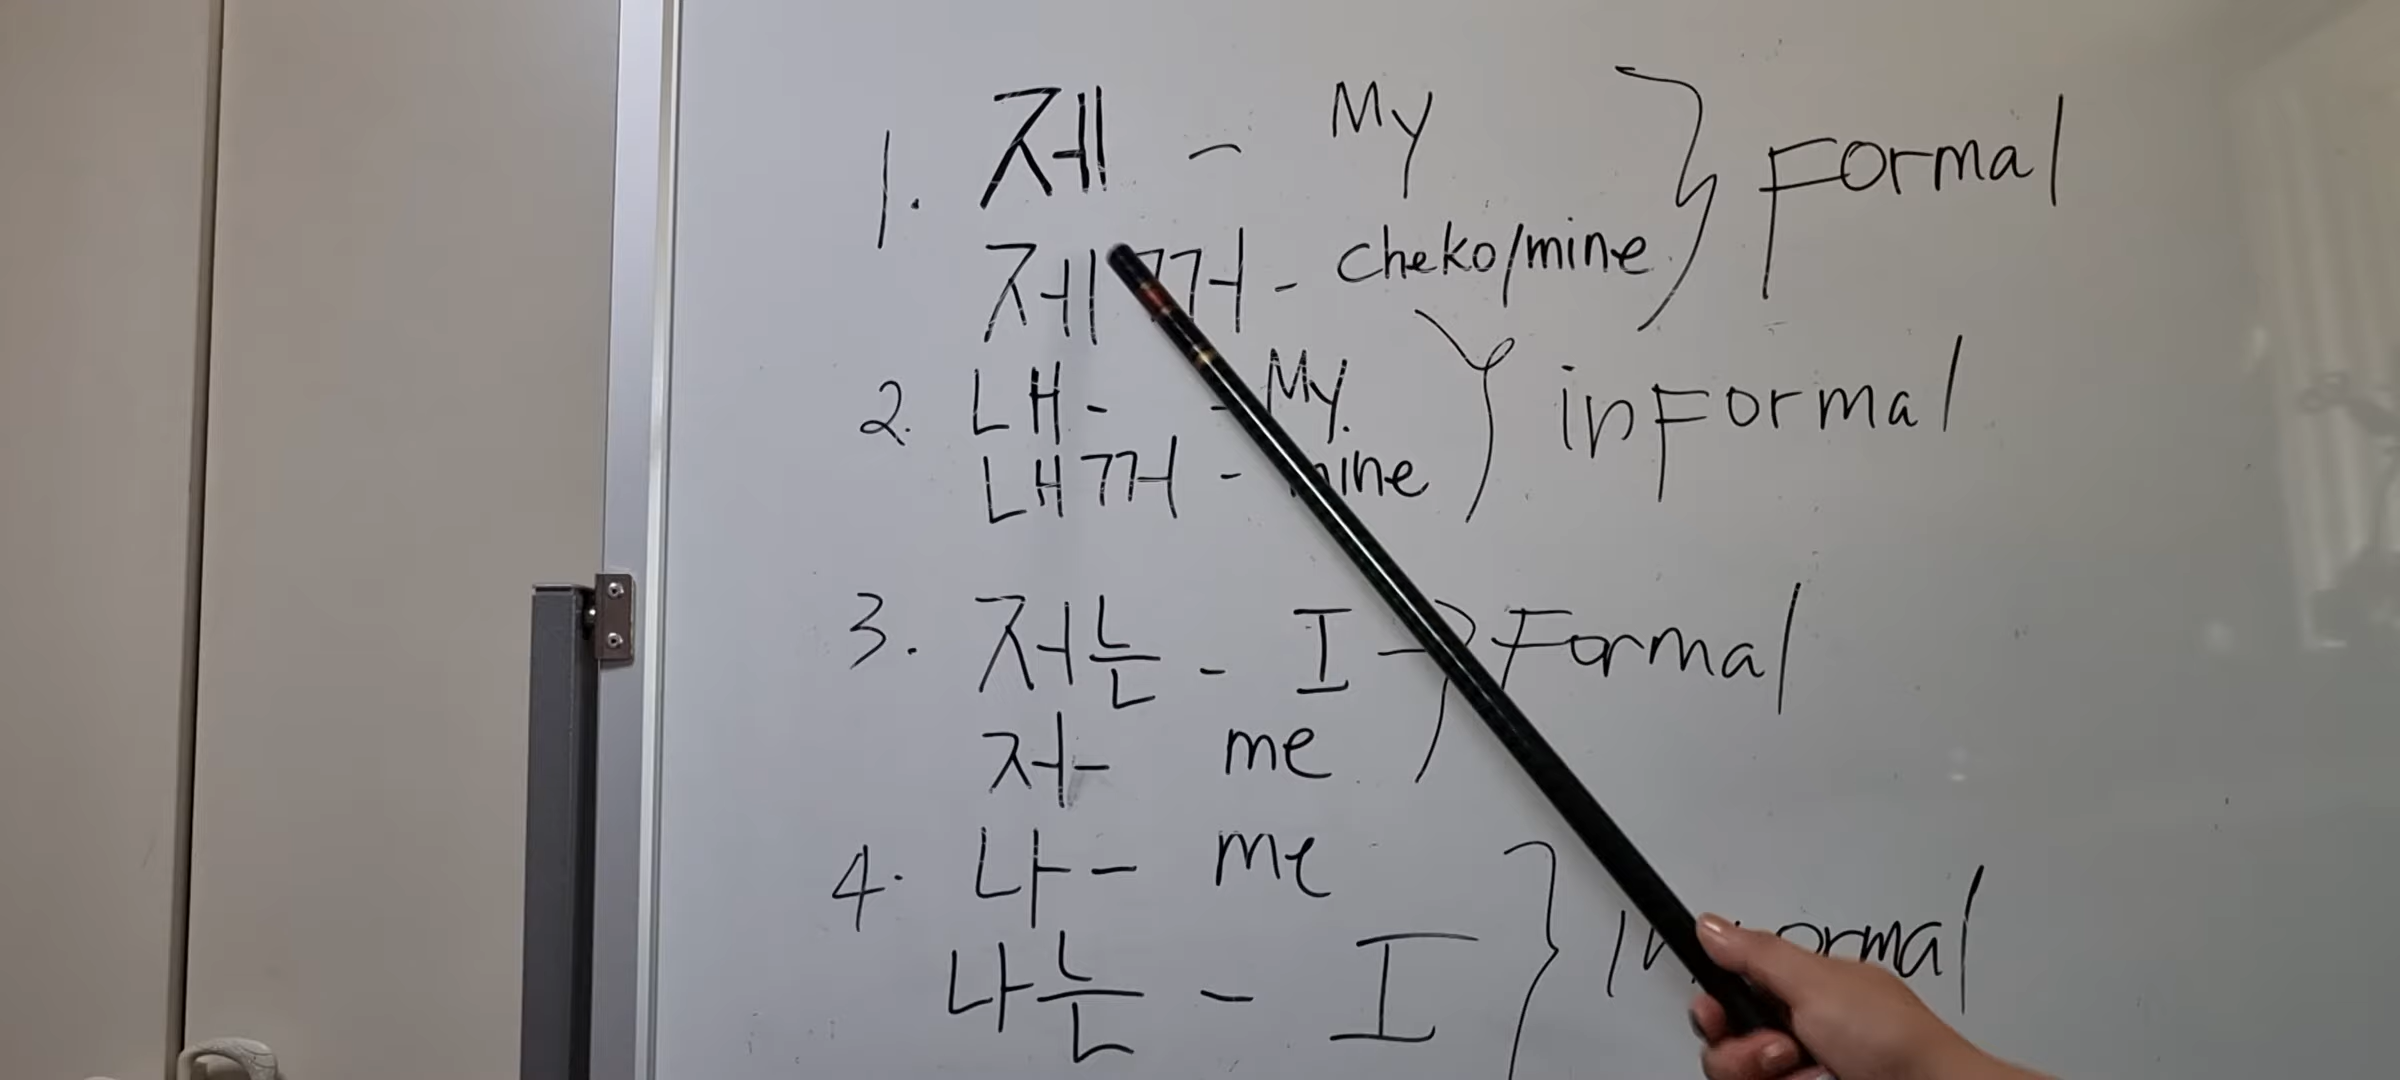 1. 제 - My } Formal
제꺼 - cheko/mine
2. 내 - - My. } inFormal
내꺼 - mine
3. 저는 - I - } Formal
저 - me
4. 나 - me } informal
나는 - I